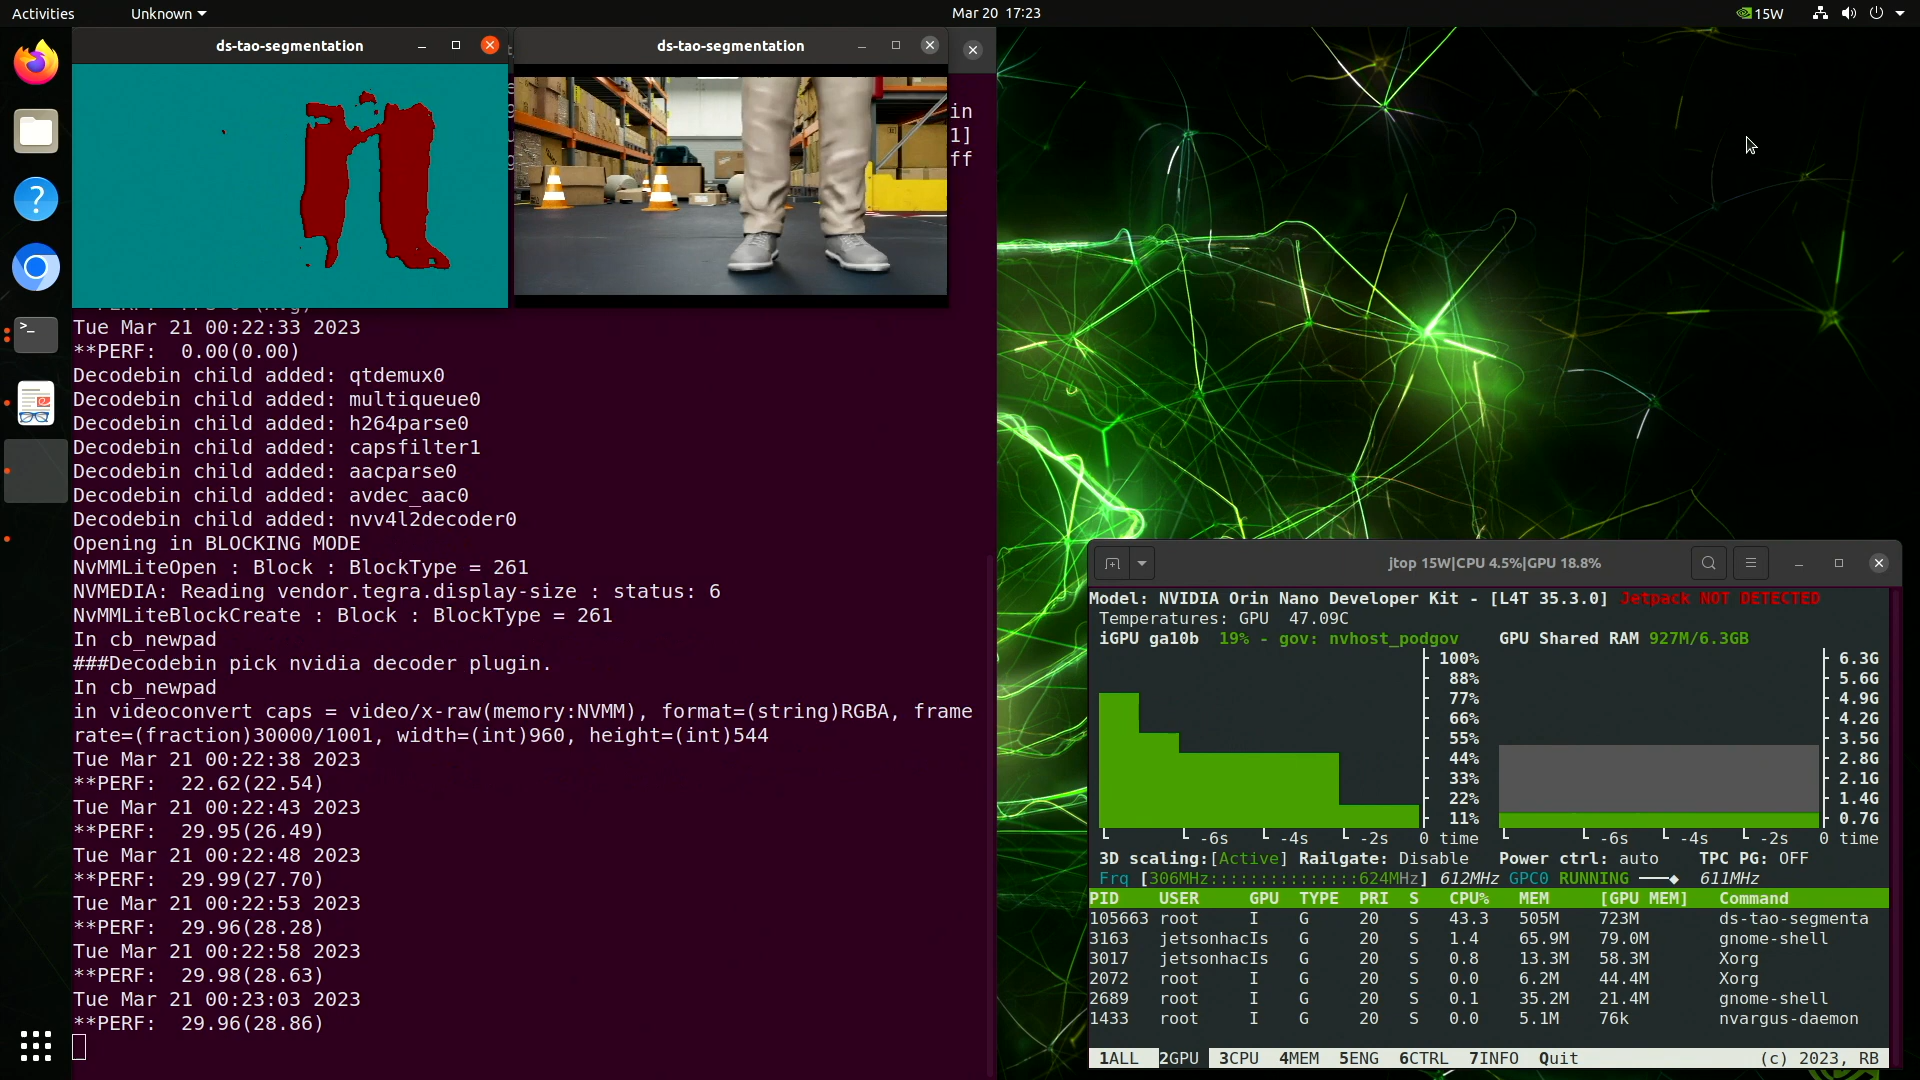 Activities
Unknown
Mar 20 17:23
15W
ds-tao-segmentation
ds-tao-segmentation
in
1]
ff
Tue Mar 21 00:22:33 2023
**PERF: 0.00(0.00)
Decodebin child added: qtdemux0
Decodebin child added: multiqueue0
Decodebin child added: h264parse0
Decodebin child added: capsfilter1
Decodebin child added: aacparse0
Decodebin child added: avdec_aac0
Decodebin child added: nvv4l2decoder0
Opening in BLOCKING MODE
NvMMLiteOpen : Block : BlockType = 261
NVMEDIA: Reading vendor.tegra.display-size : status: 6
NvMMLiteBlockCreate : Block : BlockType = 261
In cb_newpad
###Decodebin pick nvidia decoder plugin.
In cb_newpad
in videoconvert caps = video/x-raw(memory:NVMM), format=(string)RGBA, frame
rate=(fraction)30000/1001, width=(int)960, height=(int)544
Tue Mar 21 00:22:38 2023
**PERF: 22.62(22.54)
Tue Mar 21 00:22:43 2023
**PERF: 29.95(26.49)
Tue Mar 21 00:22:48 2023
**PERF: 29.99(27.70)
Tue Mar 21 00:22:53 2023
**PERF: 29.96(28.28)
Tue Mar 21 00:22:58 2023
**PERF: 29.98(28.63)
Tue Mar 21 00:23:03 2023
**PERF: 29.96(28.86)
jtop 15W|CPU 4.5%|GPU 18.8%
Model: NVIDIA Orin Nano Developer Kit - [L4T 35.3.0] Jetpack NOT DETECTED
Temperatures: GPU 47.09C
iGPU ga10b 19% - gov: nvhost_podgov GPU Shared RAM 927M/6.3GB
100% 6.3G
88% 5.6G
77% 4.9G
66% 4.2G
55% 3.5G
44% 2.8G
33% 2.1G
22% 1.4G
11% 0.7G
-6s -4s -2s 0 time -6s -4s -2s 0 time
3D scaling:[Active] Railgate: Disable Power ctrl: auto TPC PG: OFF
Frq [306MHz:::::::::::::::624MHz] 612MHz GPC0 RUNNING 611MHz
PID USER GPU TYPE PRI S CPU% MEM [GPU MEM] Command
105663 root I G 20 S 43.3 505M 723M ds-tao-segmenta
3163 jetsonhacIs G 20 S 1.4 65.9M 79.0M gnome-shell
3017 jetsonhacIs G 20 S 0.8 13.3M 58.3M Xorg
2072 root I G 20 S 0.0 6.2M 44.4M Xorg
2689 root I G 20 S 0.1 35.2M 21.4M gnome-shell
1433 root I G 20 S 0.0 5.1M 76k nvargus-daemon
1ALL 2GPU 3CPU 4MEM 5ENG 6CTRL 7INFO Quit (c) 2023, RB